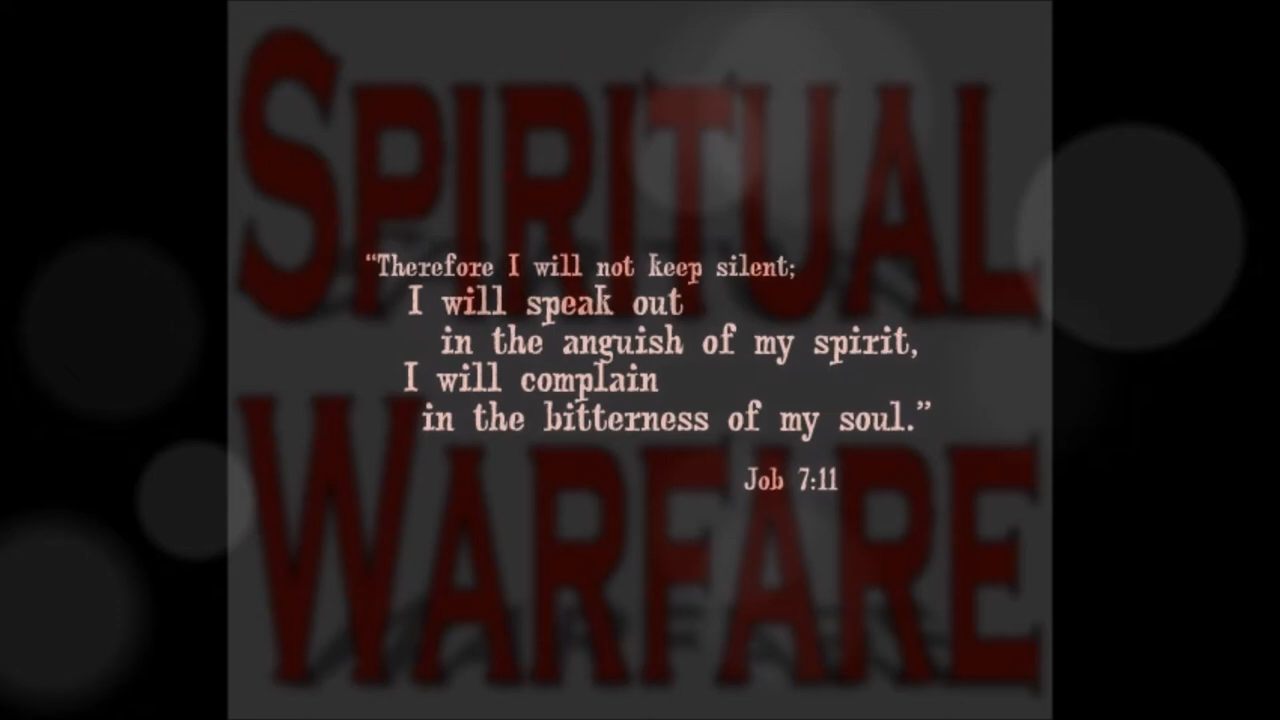 SPIRITUAL
“Therefore I will not keep silent;
I will speak out
in the anguish of my spirit,
I will complain
in the bitterness of my soul.”
Job 7:11
WARFARE